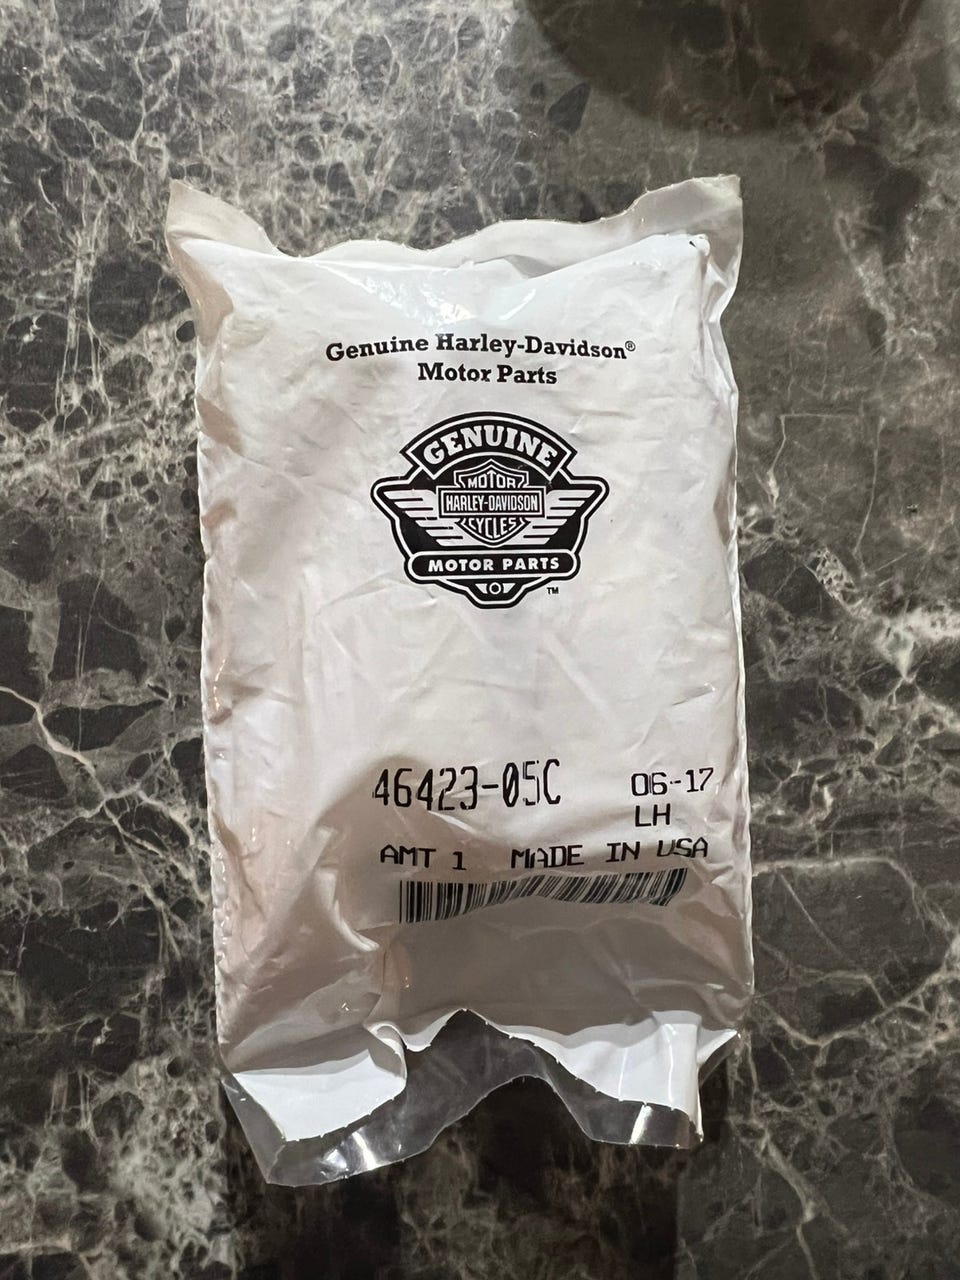 Genuine Harley-Davidson®
Motor Parts
GENUINE
MOTOR
HARLEY-DAVIDSON
CYCLES
MOTOR PARTS
™
46423-05C 06-17
LH
AMT 1 MADE IN USA